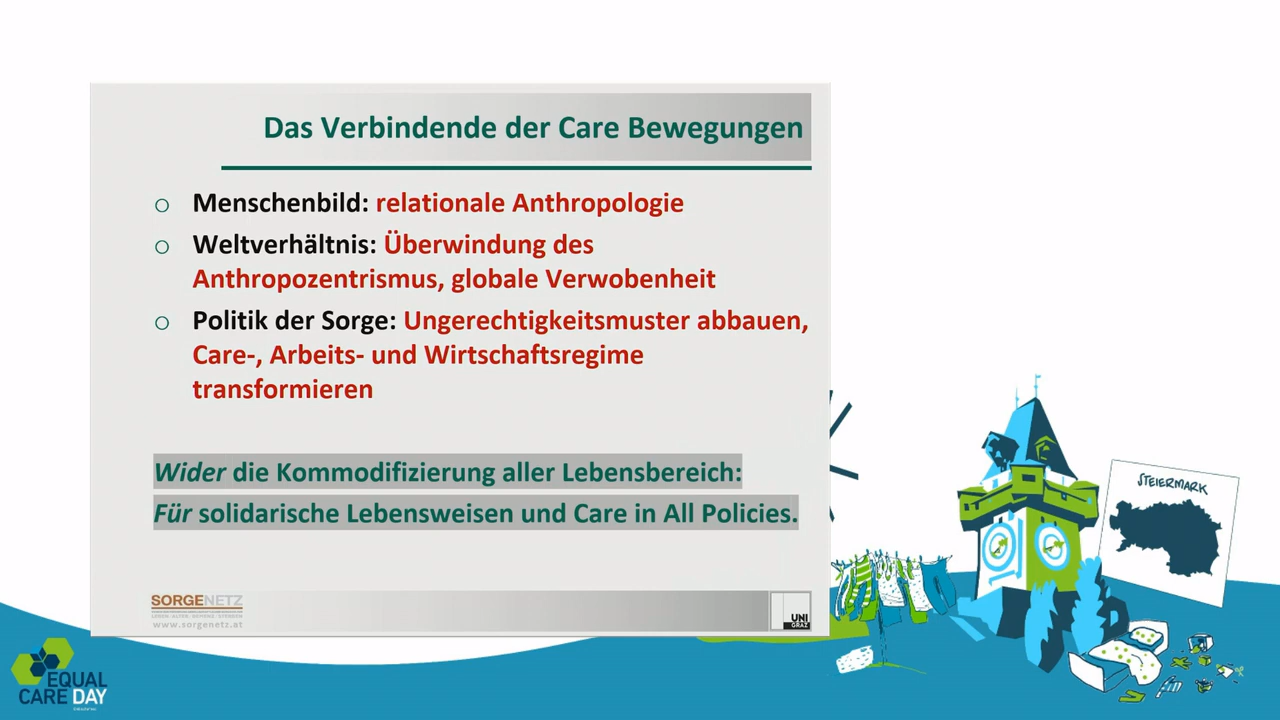 Das Verbindende der Care Bewegungen
Menschenbild: relationale Anthropologie
Weltverhältnis: Überwindung des
Anthropozentrismus, globale Verwobenheit
Politik der Sorge: Ungerechtigkeitsmuster abbauen,
Care-, Arbeits- und Wirtschaftsregime
transformieren
Wider die Kommodifizierung aller Lebensbereich:
Für solidarische Lebensweisen und Care in All Policies.
SORGENETZ
www.sorgenetz.at
UNI
GRAZ
STEIERMARK
EQUAL
CARE DAY